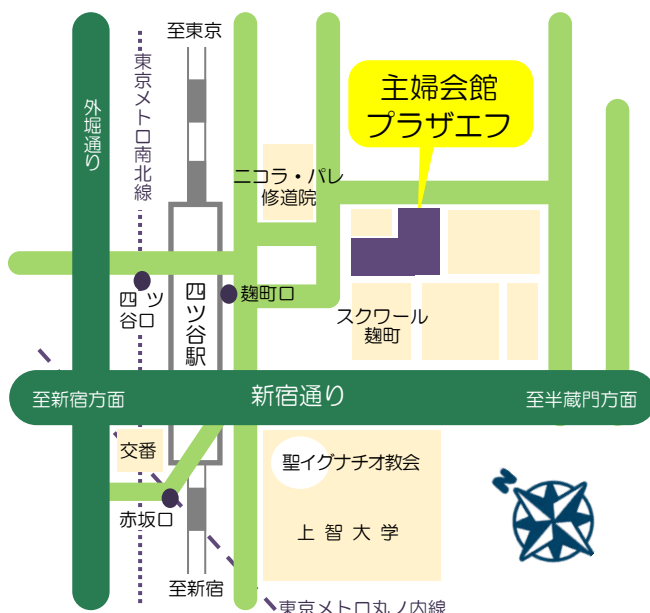 至東京
主婦会館
プラザエフ
外堀通り
東京メトロ南北線
ニコラ・バレ
修道院
四ツ
谷口
四ツ谷駅
麹町口
スクワール
麹町
至新宿方面
新宿通り
至半蔵門方面
交番
聖イグナチオ教会
赤坂口
上智大学
N
至新宿
東京メトロ丸ノ内線